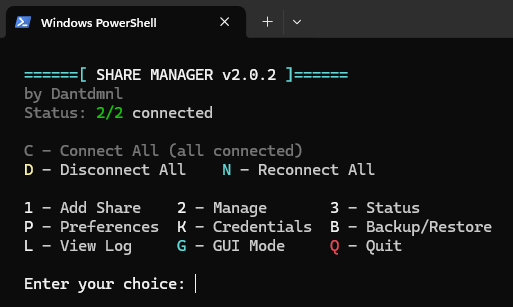 Windows PowerShell
======[ SHARE MANAGER v2.0.2 ]======
by Dantdmnl
Status: 2/2 connected
C - Connect All (all connected)
D - Disconnect All    N - Reconnect All
1 - Add Share    2 - Manage    3 - Status
P - Preferences  K - Credentials  B - Backup/Restore
L - View Log    G - GUI Mode    Q - Quit
Enter your choice: